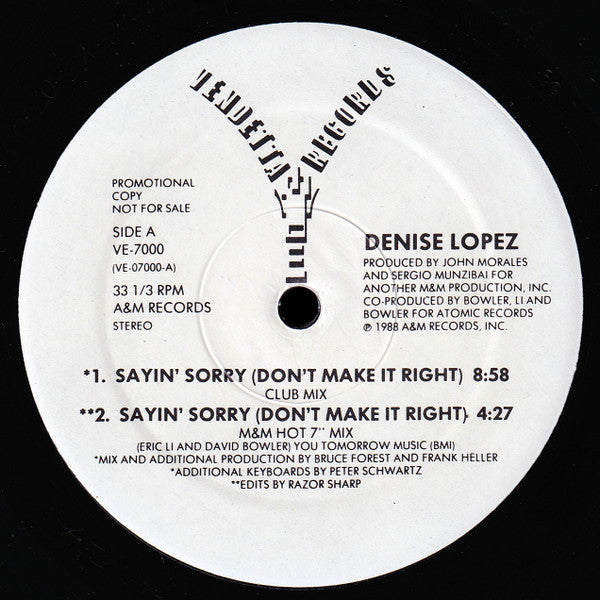 VENDETTA RECORDS
PROMOTIONAL
COPY
NOT FOR SALE
SIDE A
VE-7000
(VE-07000-A)
33 1/3 RPM
A&M RECORDS
STEREO
DENISE LOPEZ
PRODUCED BY JOHN MORALES
AND SERGIO MUNZIBAI FOR
ANOTHER M&M PRODUCTION, INC.
CO-PRODUCED BY BOWLER, LI AND
BOWLER FOR ATOMIC RECORDS
℗ 1988 A&M RECORDS, INC.
*1. SAYIN' SORRY (DON'T MAKE IT RIGHT) 8:58
CLUB MIX
**2. SAYIN' SORRY (DON'T MAKE IT RIGHT) 4:27
M&M HOT 7" MIX
(ERIC LI AND DAVID BOWLER) YOU TOMORROW MUSIC (BMI)
*MIX AND ADDITIONAL PRODUCTION BY BRUCE FOREST AND FRANK HELLER
*ADDITIONAL KEYBOARDS BY PETER SCHWARTZ
**EDITS BY RAZOR SHARP